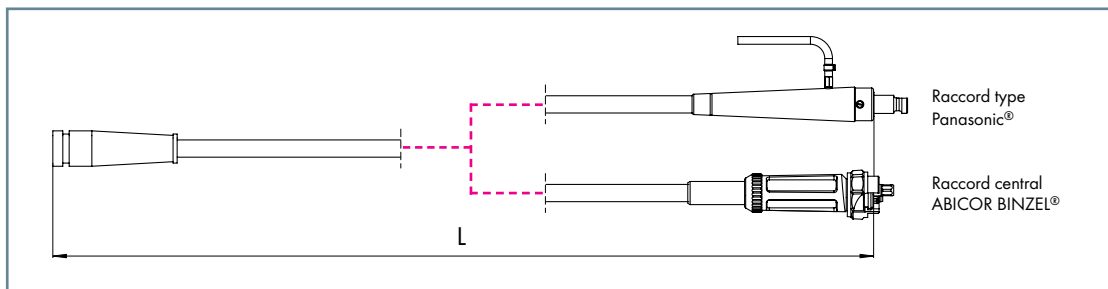 Raccord type
Panasonic®
Raccord central
ABICOR BINZEL®
L